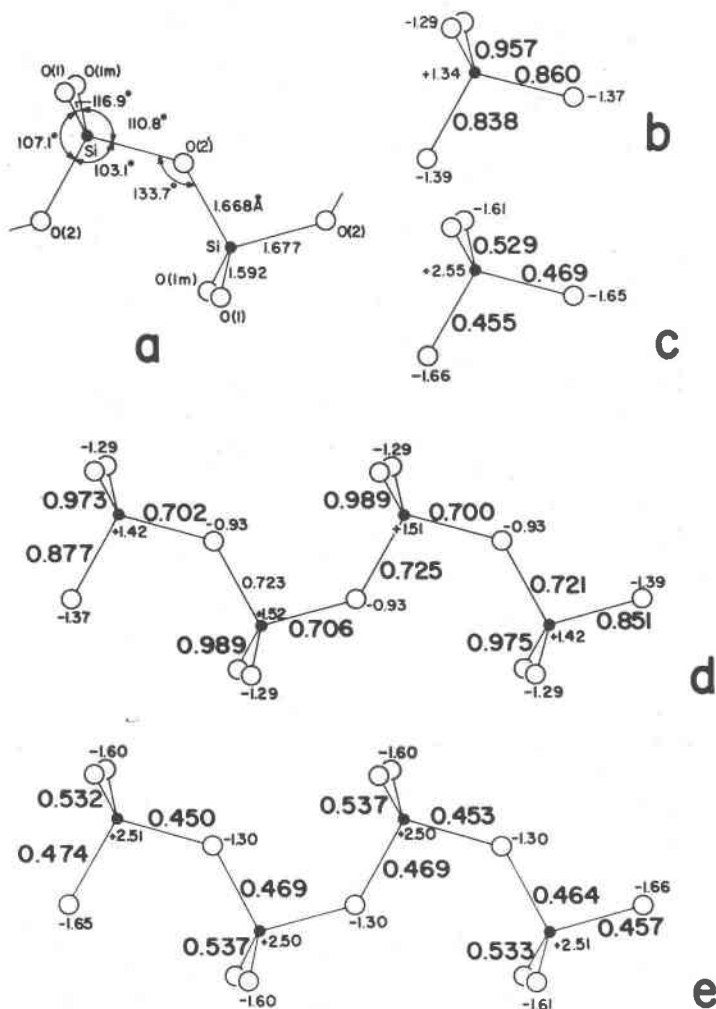 O(1) O(1m)
116.9°
107.1° 110.8°
Si
103.1°
O(2)
133.7°
O(2)
1.668Å
Si 1.677 O(2)
1.592
O(1m)
O(1)
a
-1.29
0.957
+1.34 0.860
-1.37
0.838
-1.39
b
-1.61
0.529
+2.55 0.469
-1.65
0.455
-1.66
c
-1.29 -1.29
0.973 0.702 0.989 0.700
+1.42 -0.93 +1.51 -0.93
0.877 0.723 0.725 0.721
-1.37 +1.52 -0.93 -1.39
0.989 0.706 0.975 +1.42 0.851
-1.29 -1.29
d
-1.60 -1.60
0.532 0.450 0.537 0.453
+2.51 -1.30 +2.50 -1.30
0.474 0.469 0.469 0.464
-1.65 -1.30 -1.66
0.537 +2.50 0.533 +2.51 0.457
-1.60 -1.61
e